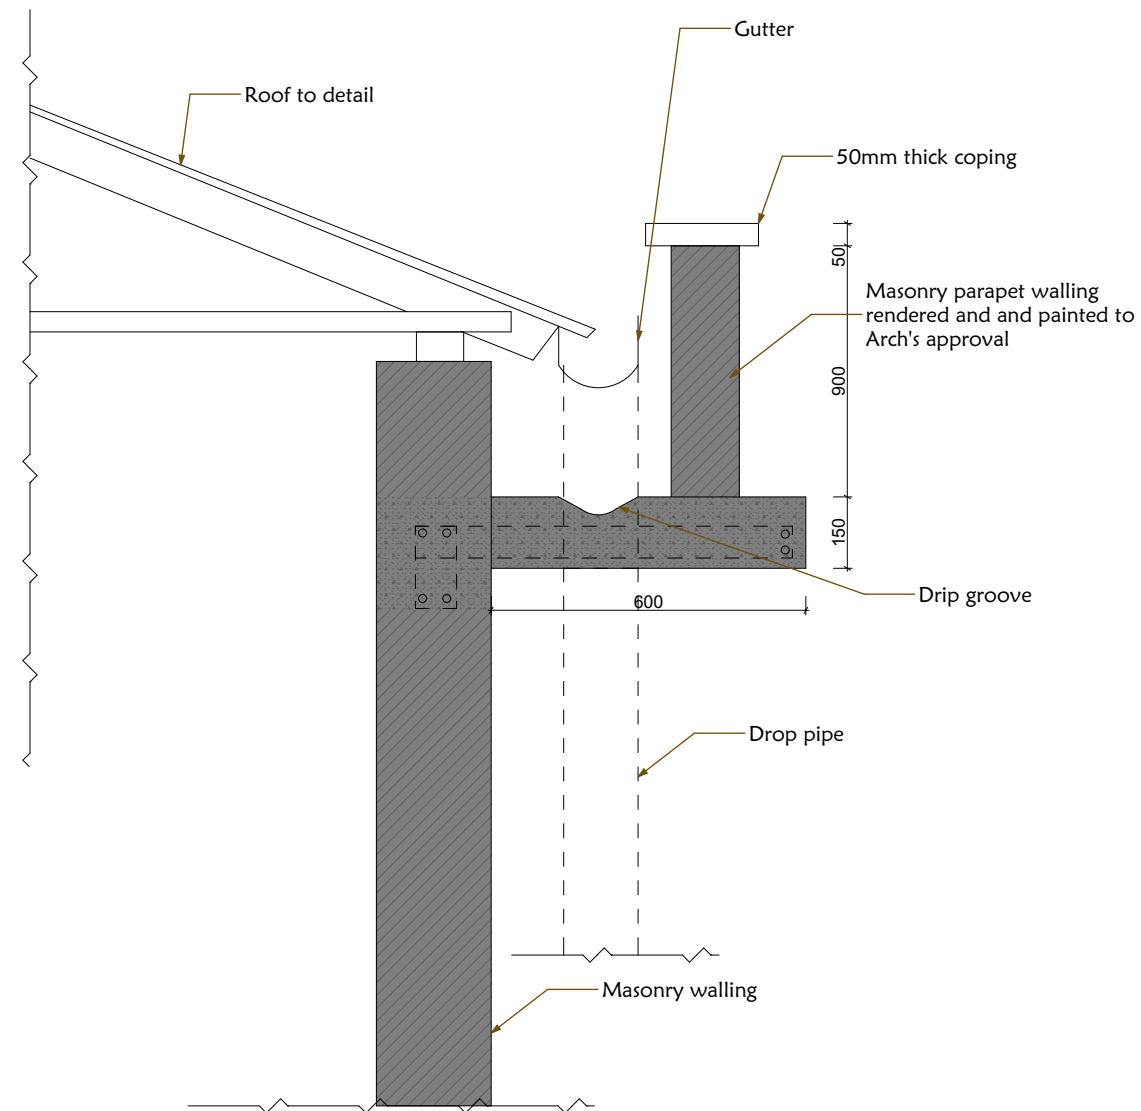 Gutter
Roof to detail
50mm thick coping
50
Masonry parapet walling
rendered and and painted to
Arch's approval
900
150
Drip groove
600
Drop pipe
Masonry walling